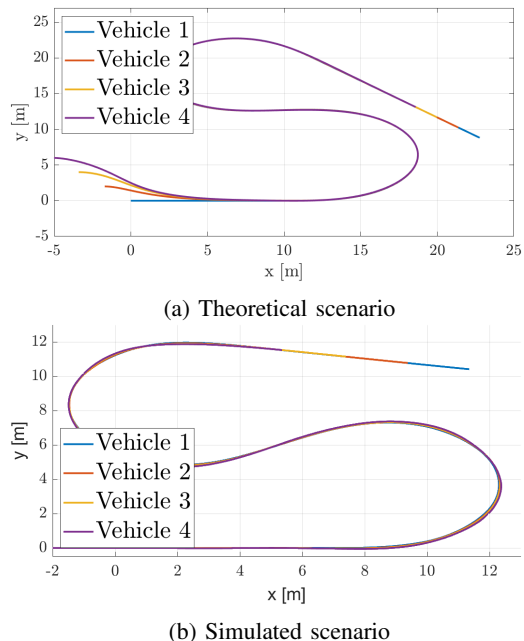 25
20
15
10
5
0
-5
y [m]
Vehicle 1
Vehicle 2
Vehicle 3
Vehicle 4
-5 0 5 10 15 20 25
x [m]
(a) Theoretical scenario
12
10
8
6
4
2
0
y [m]
Vehicle 1
Vehicle 2
Vehicle 3
Vehicle 4
-2 0 2 4 6 8 10 12
x [m]
(b) Simulated scenario